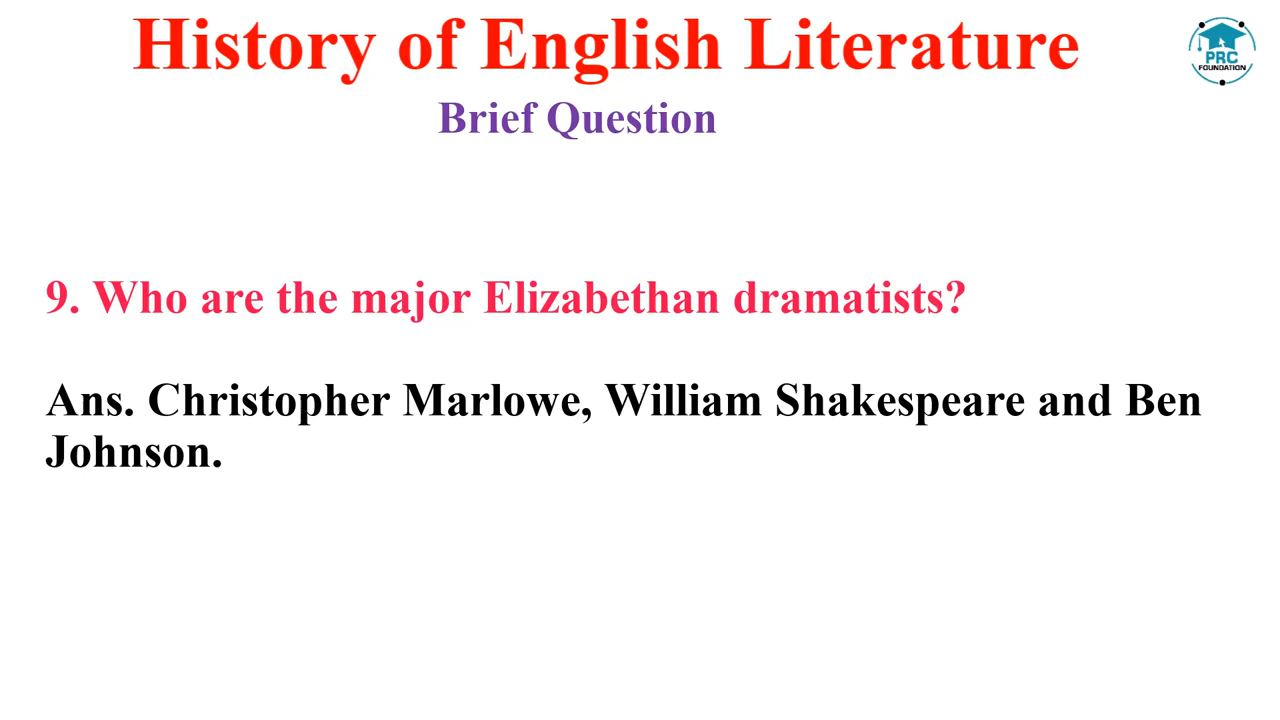 History of English Literature
PRC
FOUNDATION
Brief Question
9. Who are the major Elizabethan dramatists?
Ans. Christopher Marlowe, William Shakespeare and Ben
Johnson.